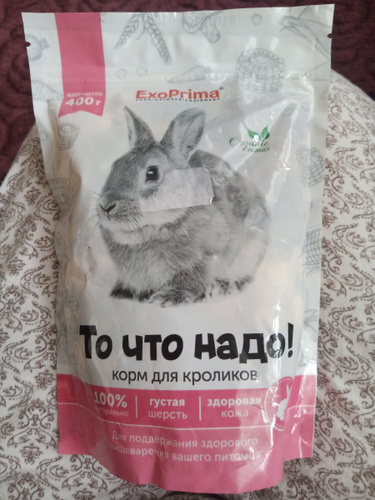 ExoPrima
400 г
Organic
То что надо!
корм для кроликов
100%
густая
шерсть
здоровая
кожа
Для поддержания здорового
пищеварения вашего питомца